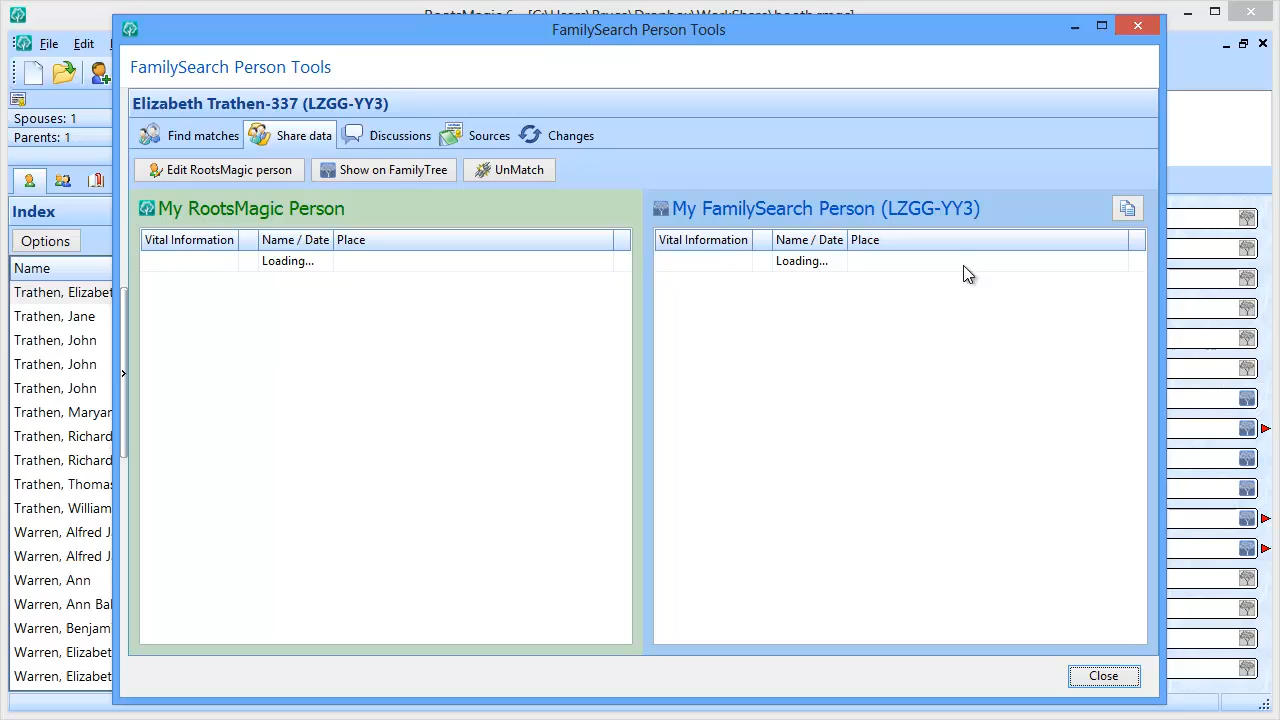 FamilySearch Person Tools
File Edit
FamilySearch Person Tools
Elizabeth Trathen-337 (LZGG-YY3)
Spouses: 1
Parents: 1
Find matches Share data Discussions Sources Changes
Edit RootsMagic person Show on FamilyTree UnMatch
Index
Options
Name
Trathen, Elizabet
Trathen, Jane
Trathen, John
Trathen, John
Trathen, John
Trathen, Maryar
Trathen, Richard
Trathen, Richard
Trathen, Thomas
Trathen, William
Warren, Alfred J
Warren, Alfred J
Warren, Ann
Warren, Ann Bal
Warren, Benjam
Warren, Elizabet
Warren, Elizabet
My RootsMagic Person
Vital Information Name / Date Place
Loading...
My FamilySearch Person (LZGG-YY3)
Vital Information Name / Date Place
Loading...
Close